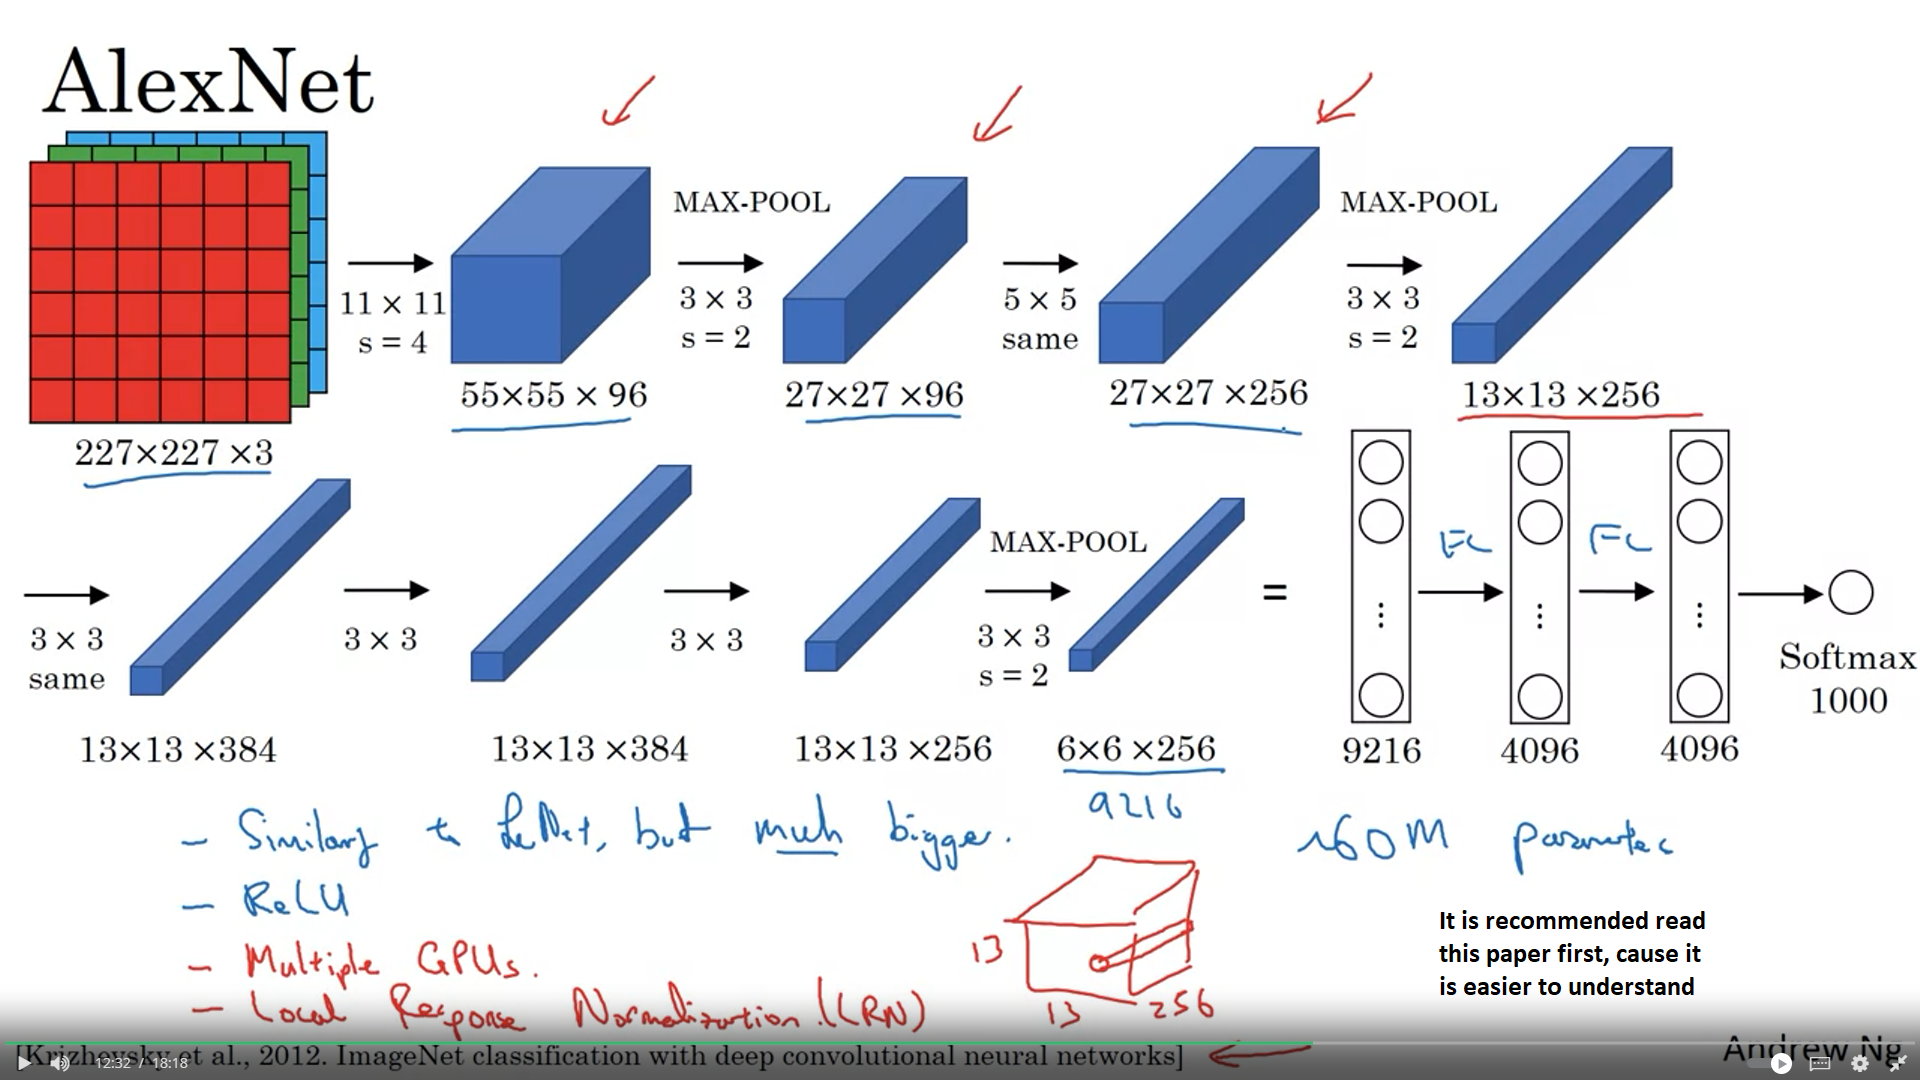 AlexNet
MAX-POOL
MAX-POOL
11 × 11
s = 4
3 × 3
s = 2
5 × 5
same
3 × 3
s = 2
227×227 ×3
55×55 × 96
27×27 ×96
27×27 ×256
13×13 ×256
3 × 3
same
3 × 3
3 × 3
MAX-POOL
3 × 3
s = 2
=
FC
FC
Softmax
1000
13×13 ×384
13×13 ×384
13×13 ×256
6×6 ×256
9216
4096
4096
9216
- Similarity to LeNet, but much bigger.
~60M parameters
- ReLU
- Multiple GPUs.
- Local Response Normalization. (LRN)
13
13
256
It is recommended read
this paper first, cause it
is easier to understand
[Krizhevsky et al., 2012. ImageNet classification with deep convolutional neural networks]
Andrew Ng
12:32 / 18:18